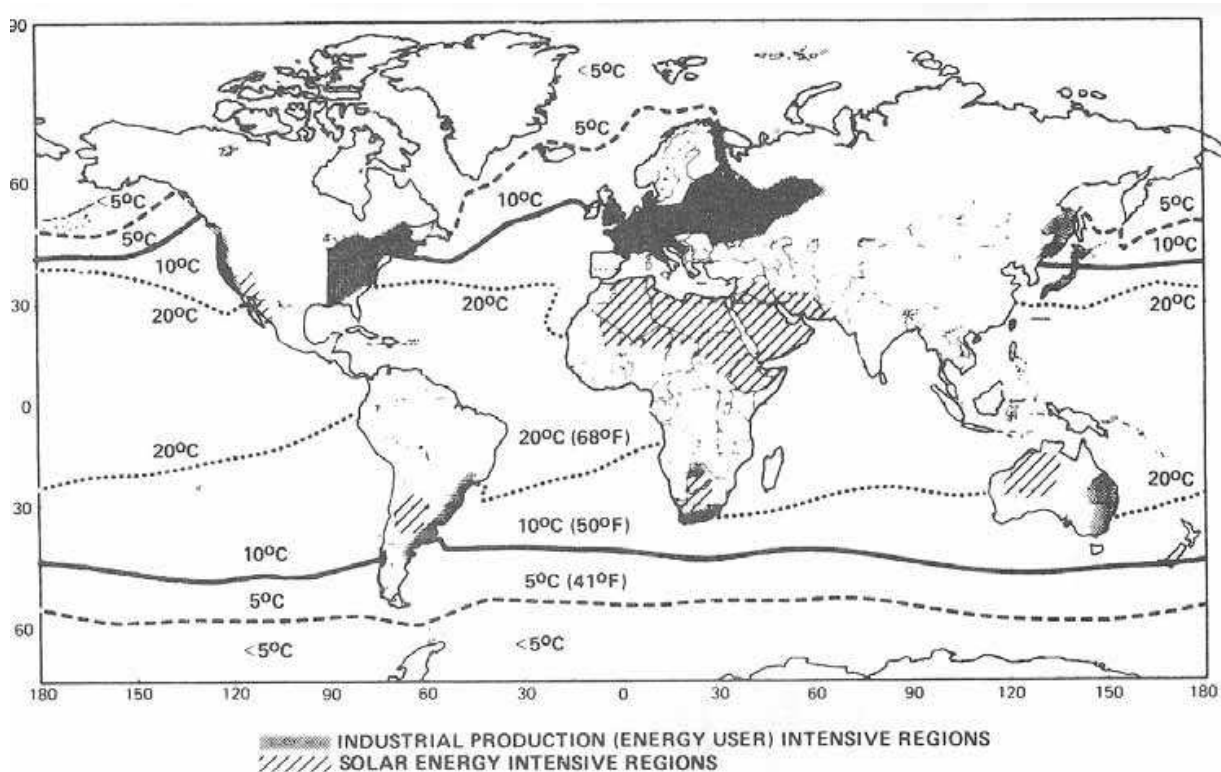 90
<5°C
5°C
60
10°C
<5°C
5°C
5°C
10°C
10°C
20°C
30
20°C
20°C
0
20°C
20°C (68°F)
20°C
30
10°C (50°F)
10°C
5°C
5°C (41°F)
60
<5°C
<5°C
180 150 120 90 60 30 0 30 60 90 120 150 180
INDUSTRIAL PRODUCTION (ENERGY USER) INTENSIVE REGIONS
SOLAR ENERGY INTENSIVE REGIONS